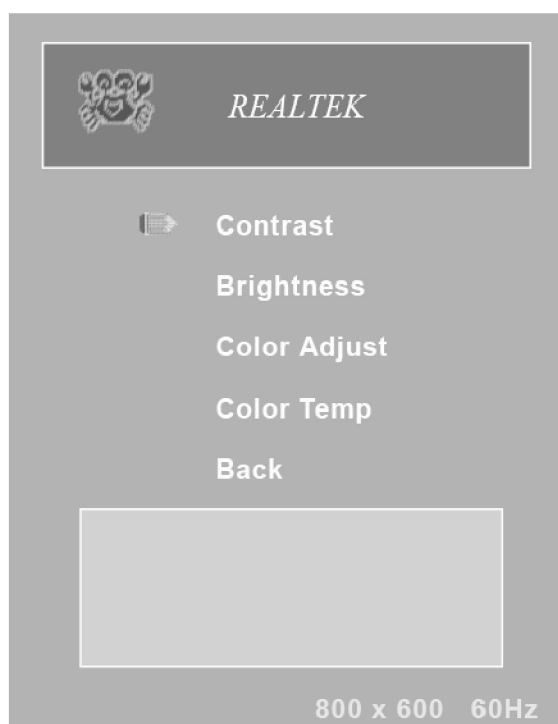 REALTEK
Contrast
Brightness
Color Adjust
Color Temp
Back
800 x 600 60Hz